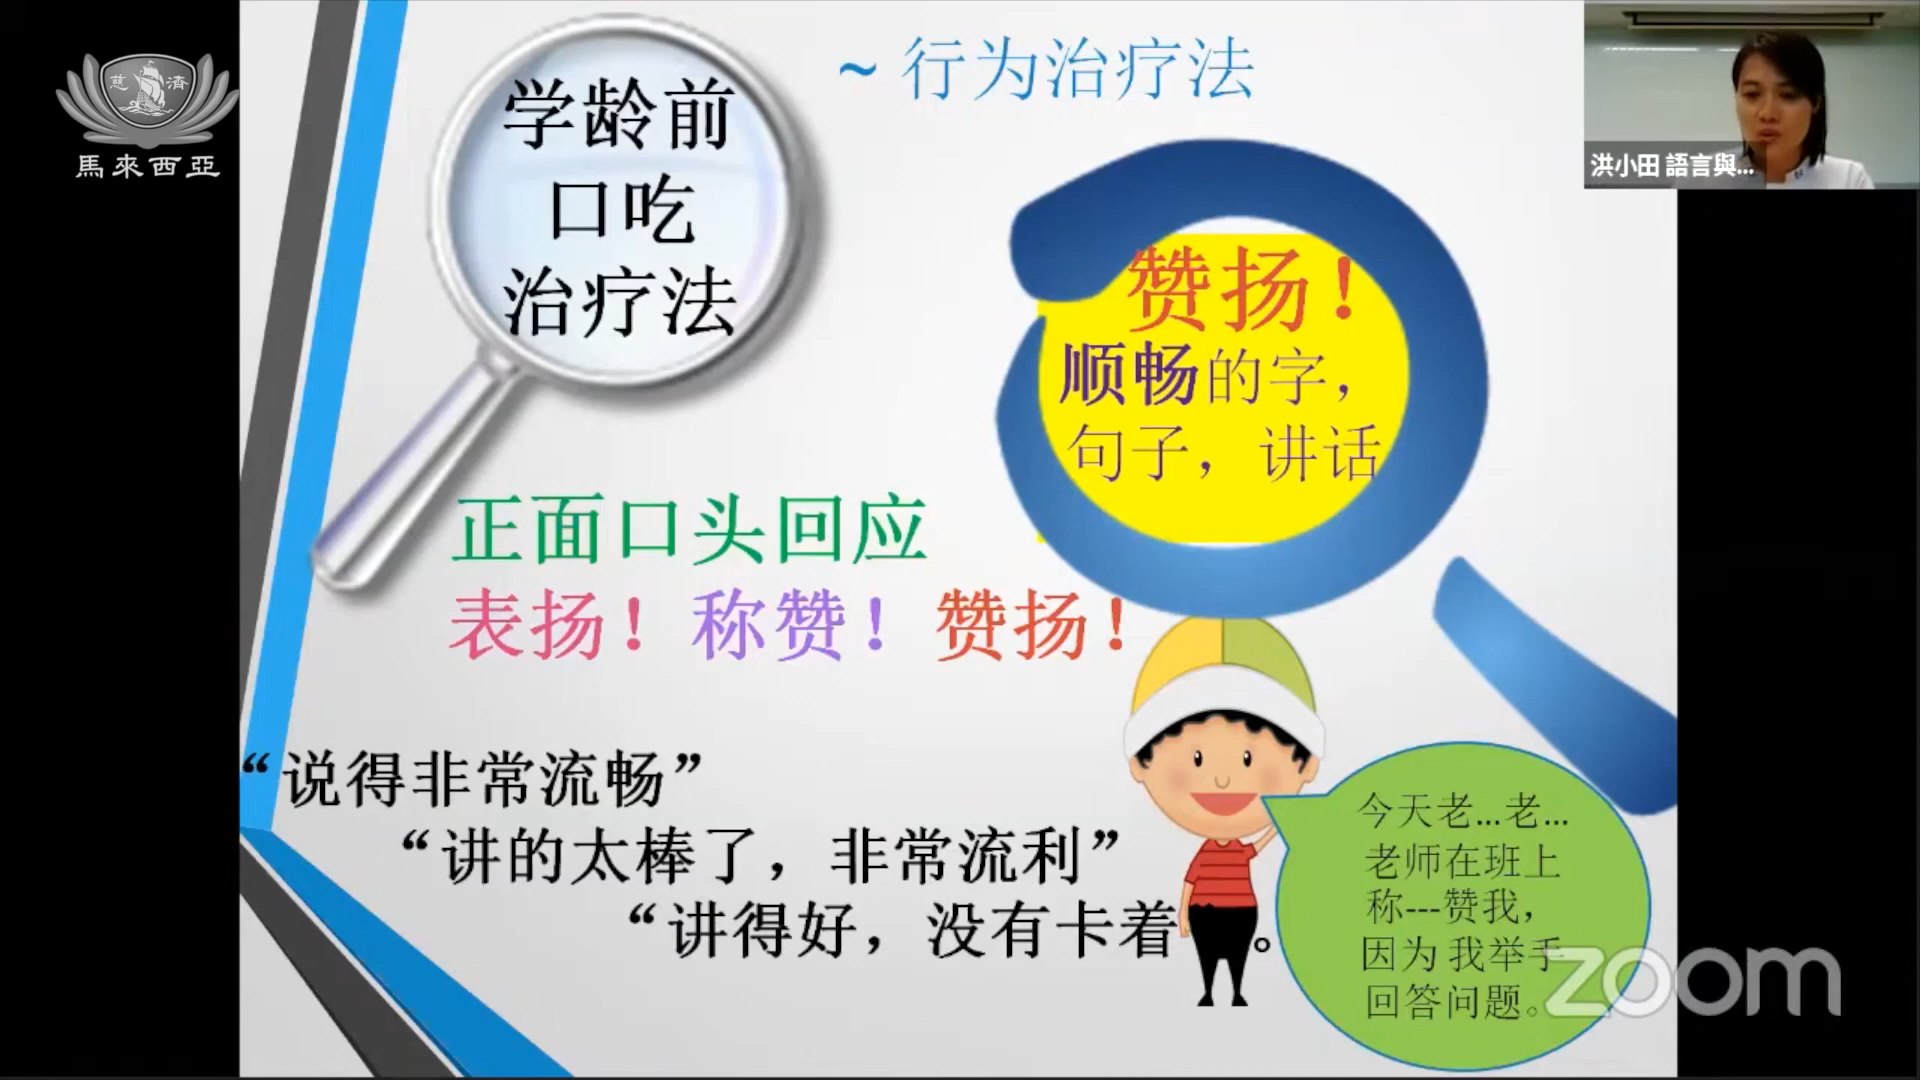 慈 濟
馬來西亞
学龄前
口吃
治疗法
~ 行为治疗法
洪小田 語言與...
赞扬！
顺畅的字，
句子， 讲话
正面口头回应
表扬！称赞！赞扬！
“说得非常流畅”
“讲的太棒了，非常流利”
“讲得好，没有卡着”。
今天老...老...
老师在班上
称---赞我，
因为 我举手
回答问题。
zoom